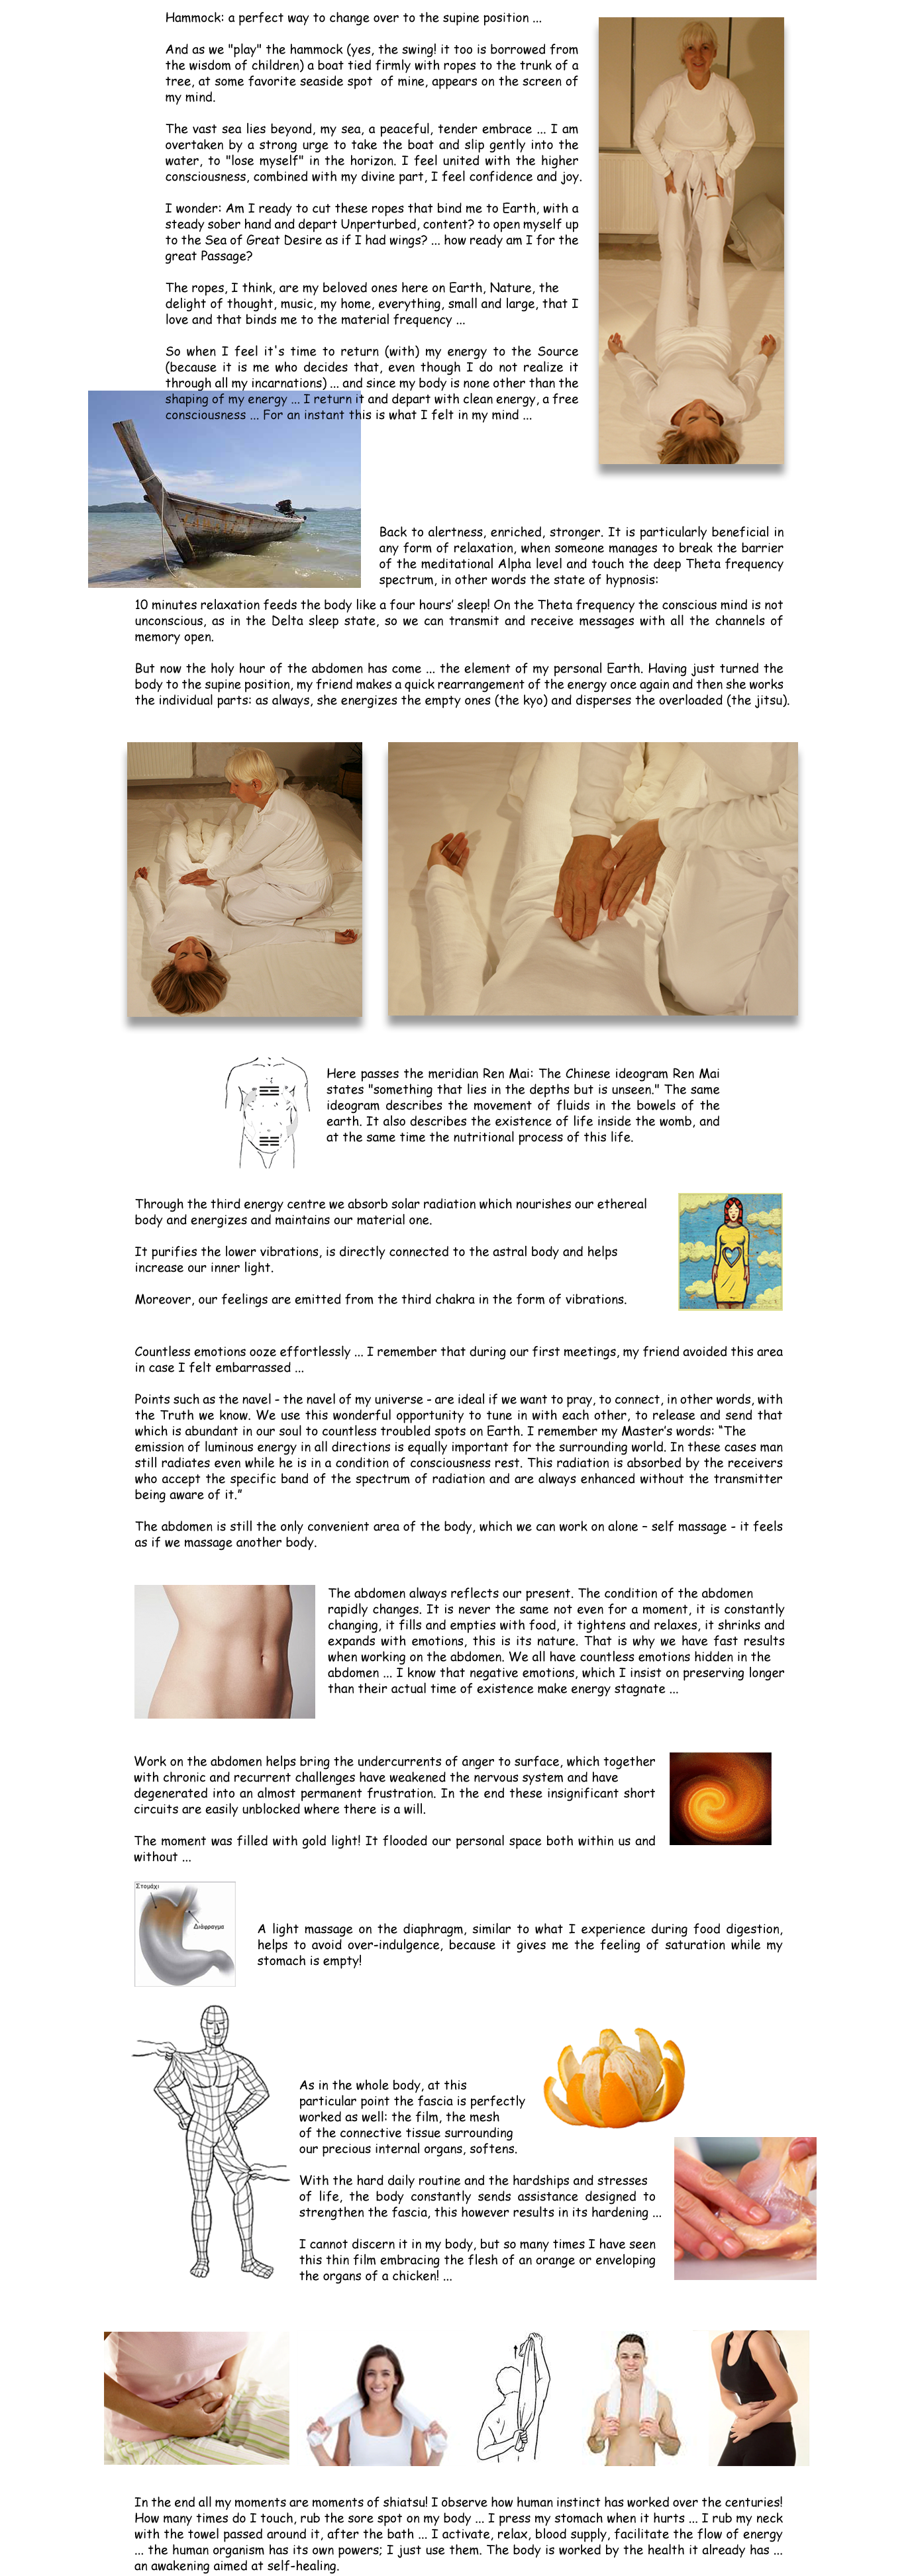 Hammock: a perfect way to change over to the supine position ...
And as we "play" the hammock (yes, the swing! it too is borrowed from
the wisdom of children) a boat tied firmly with ropes to the trunk of a
tree, at some favorite seaside spot of mine, appears on the screen of
my mind.
The vast sea lies beyond, my sea, a peaceful, tender embrace ... I am
overtaken by a strong urge to take the boat and slip gently into the
water, to "lose myself" in the horizon. I feel united with the higher
consciousness, combined with my divine part, I feel confidence and joy.
I wonder: Am I ready to cut these ropes that bind me to Earth, with a
steady sober hand and depart Unperturbed, content? to open myself up
to the Sea of Great Desire as if I had wings? ... how ready am I for the
great Passage?
The ropes, I think, are my beloved ones here on Earth, Nature, the
delight of thought, music, my home, everything, small and large, that I
love and that binds me to the material frequency ...
So when I feel it's time to return (with) my energy to the Source
(because it is me who decides that, even though I do not realize it
through all my incarnations) ... and since my body is none other than the
shaping of my energy ... I return it and depart with clean energy, a free
consciousness ... For an instant this is what I felt in my mind ...
Back to alertness, enriched, stronger. It is particularly beneficial in
any form of relaxation, when someone manages to break the barrier
of the meditational Alpha level and touch the deep Theta frequency
spectrum, in other words the state of hypnosis:
10 minutes relaxation feeds the body like a four hours' sleep! On the Theta frequency the conscious mind is not
unconscious, as in the Delta sleep state, so we can transmit and receive messages with all the channels of
memory open.
But now the holy hour of the abdomen has come ... the element of my personal Earth. Having just turned the
body to the supine position, my friend makes a quick rearrangement of the energy once again and then she works
the individual parts: as always, she energizes the empty ones (the kyo) and disperses the overloaded (the jitsu).
Here passes the meridian Ren Mai: The Chinese ideogram Ren Mai
states "something that lies in the depths but is unseen." The same
ideogram describes the movement of fluids in the bowels of the
earth. It also describes the existence of life inside the womb, and
at the same time the nutritional process of this life.
Through the third energy centre we absorb solar radiation which nourishes our ethereal
body and energizes and maintains our material one.
It purifies the lower vibrations, is directly connected to the astral body and helps
increase our inner light.
Moreover, our feelings are emitted from the third chakra in the form of vibrations.
Countless emotions ooze effortlessly ... I remember that during our first meetings, my friend avoided this area
in case I felt embarrassed ...
Points such as the navel - the navel of my universe - are ideal if we want to pray, to connect, in other words, with
the Truth we know. We use this wonderful opportunity to tune in with each other, to release and send that
which is abundant in our soul to countless troubled spots on Earth. I remember my Master's words: “The
emission of luminous energy in all directions is equally important for the surrounding world. In these cases man
still radiates even while he is in a condition of consciousness rest. This radiation is absorbed by the receivers
who accept the specific band of the spectrum of radiation and are always enhanced without the transmitter
being aware of it.”
The abdomen is still the only convenient area of the body, which we can work on alone – self massage - it feels
as if we massage another body.
The abdomen always reflects our present. The condition of the abdomen
rapidly changes. It is never the same not even for a moment, it is constantly
changing, it fills and empties with food, it tightens and relaxes, it shrinks and
expands with emotions, this is its nature. That is why we have fast results
when working on the abdomen. We all have countless emotions hidden in the
abdomen ... I know that negative emotions, which I insist on preserving longer
than their actual time of existence make energy stagnate ...
Work on the abdomen helps bring the undercurrents of anger to surface, which together
with chronic and recurrent challenges have weakened the nervous system and have
degenerated into an almost permanent frustration. In the end these insignificant short
circuits are easily unblocked where there is a will.
The moment was filled with gold light! It flooded our personal space both within us and
without ...
Στομάχι
Διάφραγμα
A light massage on the diaphragm, similar to what I experience during food digestion,
helps to avoid over-indulgence, because it gives me the feeling of saturation while my
stomach is empty!
As in the whole body, at this
particular point the fascia is perfectly
worked as well: the film, the mesh
of the connective tissue surrounding
our precious internal organs, softens.
With the hard daily routine and the hardships and stresses
of life, the body constantly sends assistance designed to
strengthen the fascia, this however results in its hardening ...
I cannot discern it in my body, but so many times I have seen
this thin film embracing the flesh of an orange or enveloping
the organs of a chicken! ...
In the end all my moments are moments of shiatsu! I observe how human instinct has worked over the centuries!
How many times do I touch, rub the sore spot on my body ... I press my stomach when it hurts ... I rub my neck
with the towel passed around it, after the bath ... I activate, relax, blood supply, facilitate the flow of energy
... the human organism has its own powers; I just use them. The body is worked by the health it already has ...
an awakening aimed at self-healing.